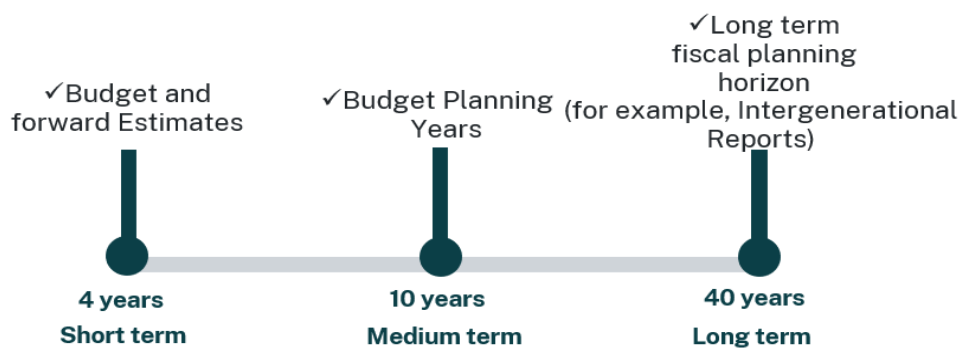 ✓Budget and
forward Estimates
✓Budget Planning
Years
✓Long term
fiscal planning
horizon
(for example, Intergenerational
Reports)
4 years
Short term
10 years
Medium term
40 years
Long term